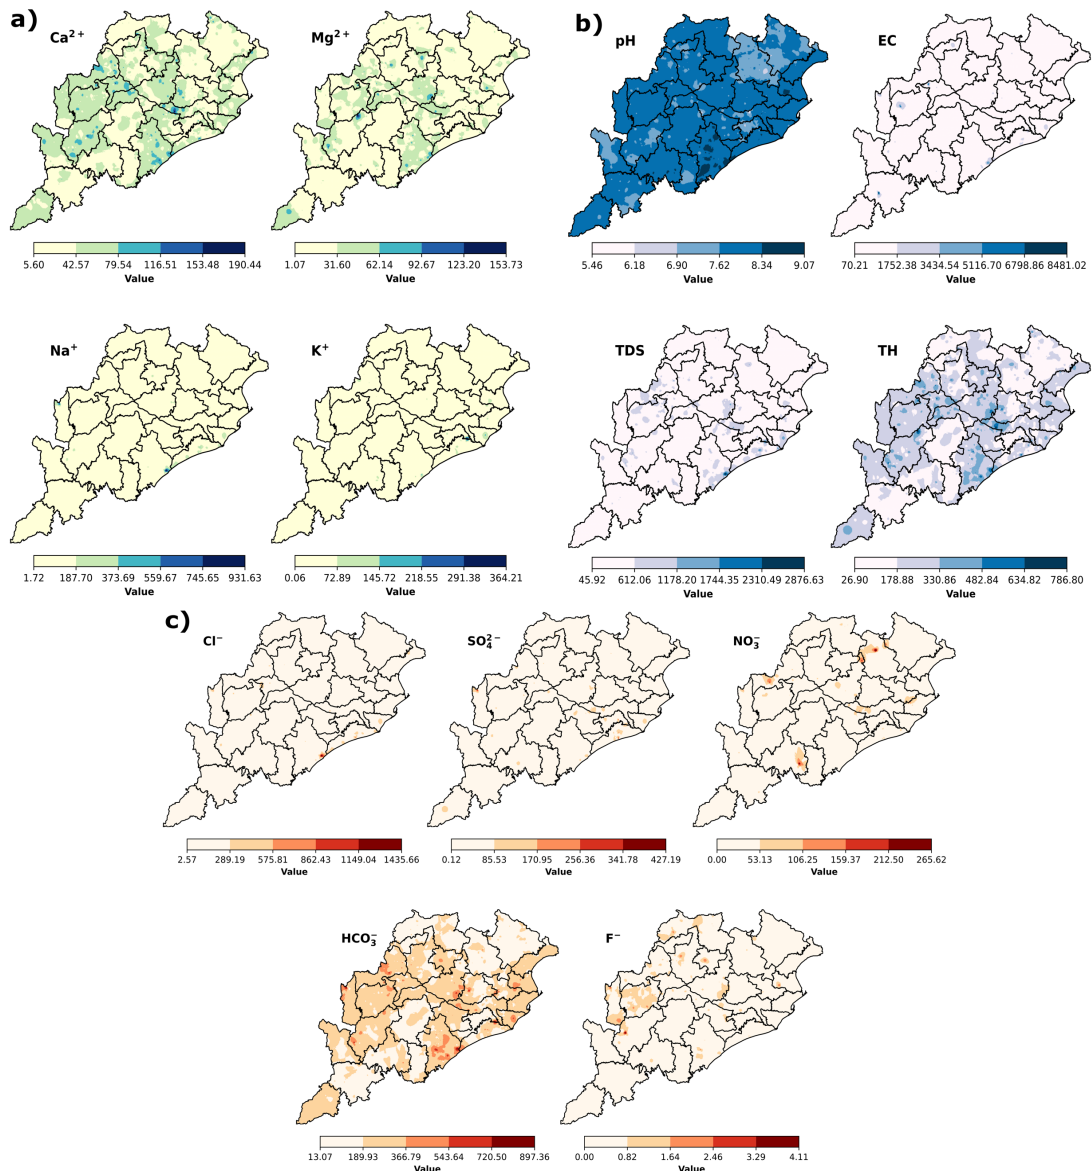 a)
Ca²⁺
Mg²⁺
b)
pH
EC
5.60 42.57 79.54 116.51 153.48 190.44
Value
1.07 31.60 62.14 92.67 123.20 153.73
Value
5.46 6.18 6.90 7.62 8.34 9.07
Value
70.21 1752.38 3434.54 5116.70 6798.86 8481.02
Value
Na⁺
K⁺
TDS
TH
1.72 187.70 373.69 559.67 745.65 931.63
Value
0.06 72.89 145.72 218.55 291.38 364.21
Value
45.92 612.06 1178.20 1744.35 2310.49 2876.63
Value
26.90 178.88 330.86 482.84 634.82 786.80
Value
c)
Cl⁻
SO₄²⁻
NO₃⁻
2.57 289.19 575.81 862.43 1149.04 1435.66
Value
0.12 85.53 170.95 256.36 341.78 427.19
Value
0.00 53.13 106.25 159.37 212.50 265.62
Value
HCO₃⁻
F⁻
13.07 189.93 366.79 543.64 720.50 897.36
Value
0.00 0.82 1.64 2.46 3.29 4.11
Value